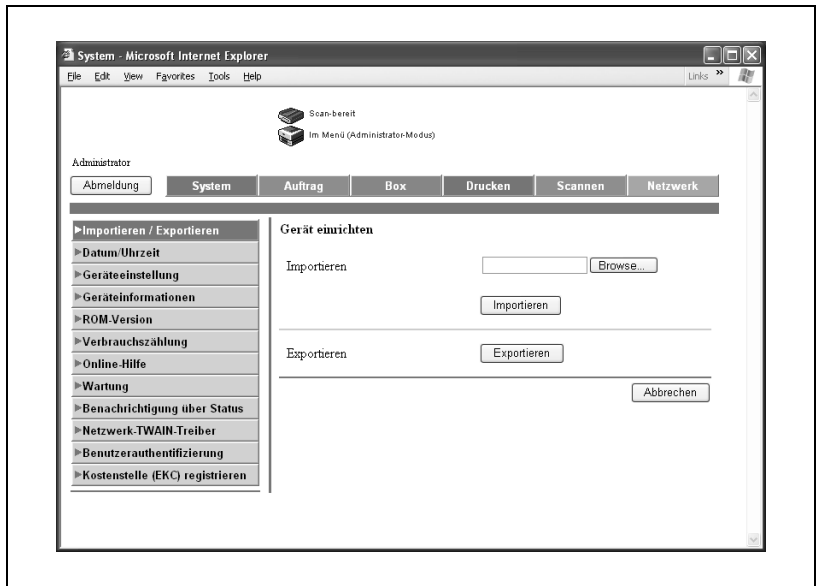 System - Microsoft Internet Explorer
File Edit View Favorites Tools Help Links »
Scan-bereit
Im Menü (Administrator-Modus)
Administrator
Abmeldung System Auftrag Box Drucken Scannen Netzwerk
Importieren / Exportieren
Datum/Uhrzeit
Geräteeinstellung
Geräteinformationen
ROM-Version
Verbrauchszählung
Online-Hilfe
Wartung
Benachrichtigung über Status
Netzwerk-TWAIN-Treiber
Benutzerauthentifizierung
Kostenstelle (EKC) registrieren
Gerät einrichten
Importieren Browse...
Importieren
Exportieren Exportieren
Abbrechen